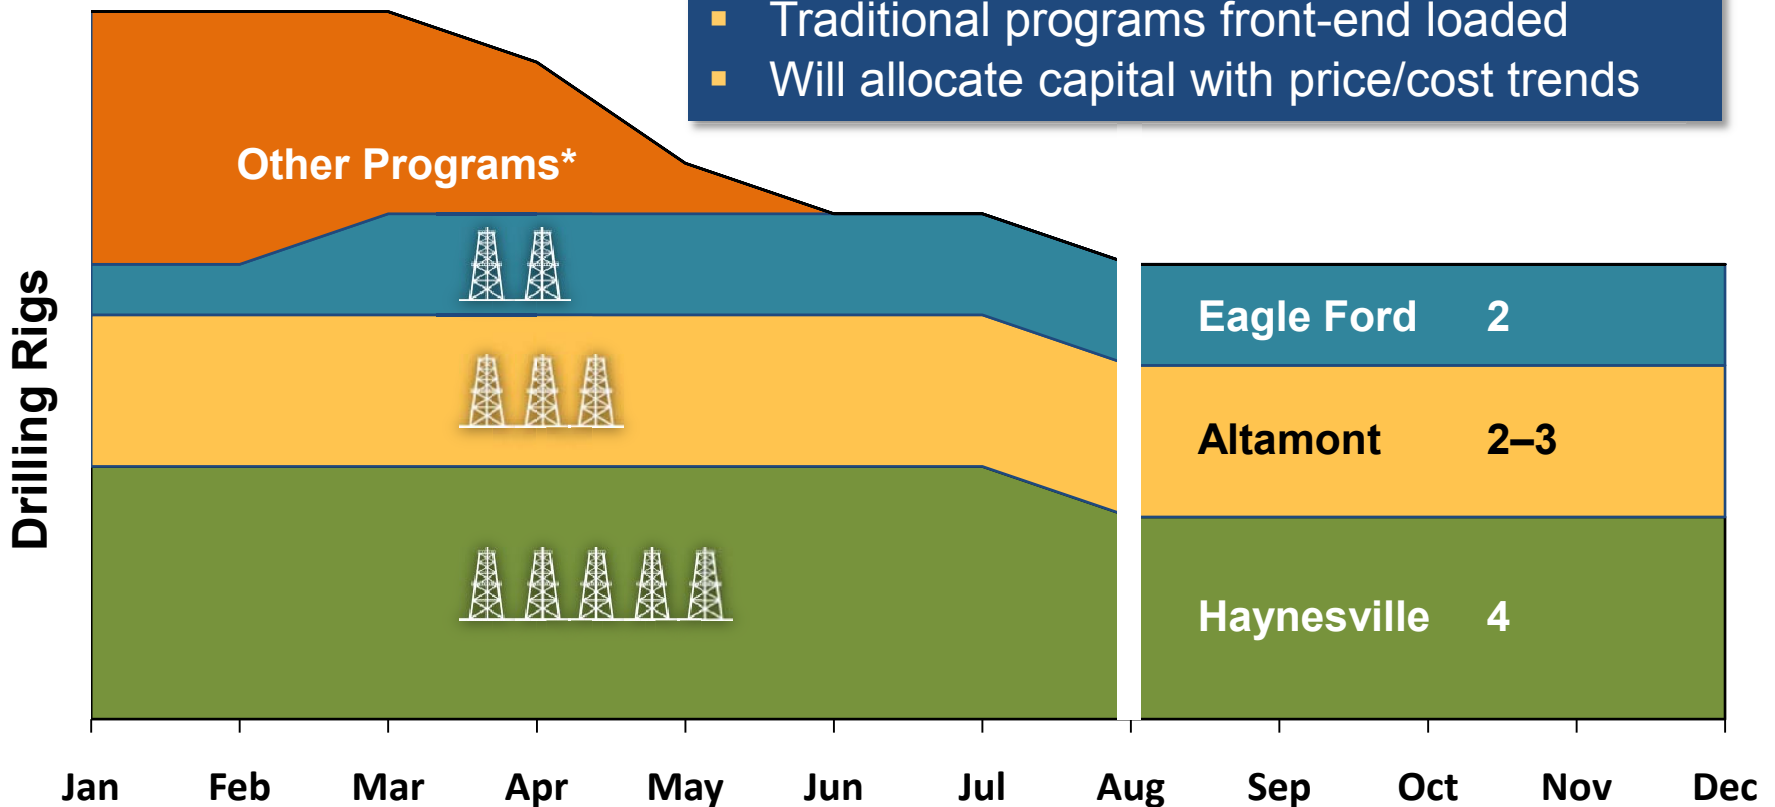 ▪ Traditional programs front-end loaded
▪ Will allocate capital with price/cost trends
Other Programs*
Drilling Rigs
Eagle Ford 2
Altamont 2–3
Haynesville 4
Jan Feb Mar Apr May Jun Jul Aug Sep Oct Nov Dec